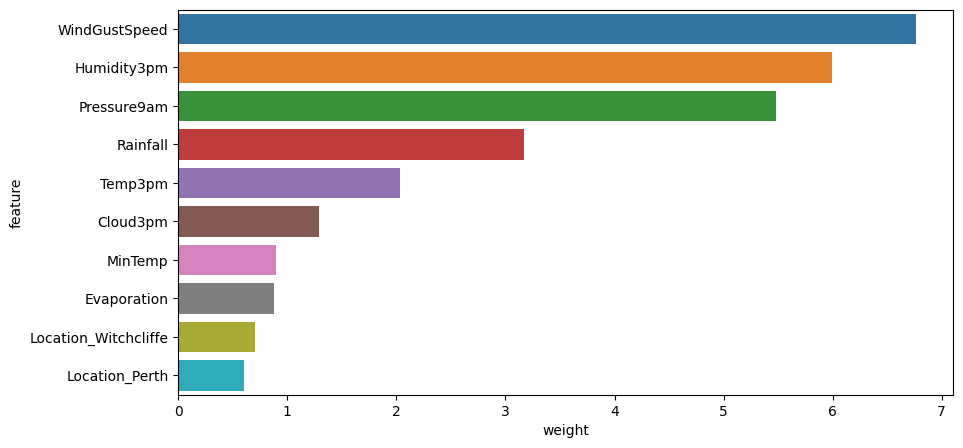 WindGustSpeed
Humidity3pm
Pressure9am
Rainfall
Temp3pm
Cloud3pm
MinTemp
Evaporation
Location_Witchcliffe
Location_Perth
feature
0 1 2 3 4 5 6 7
weight